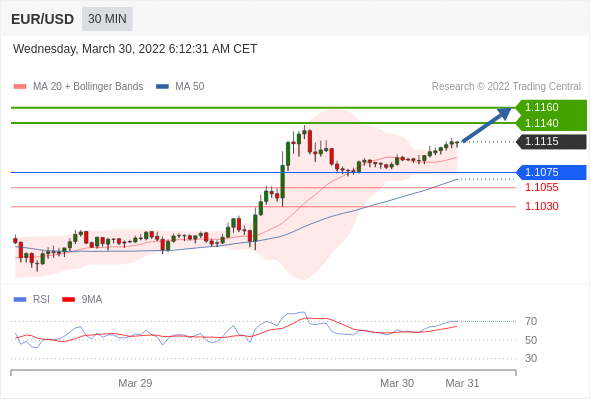 EUR/USD 30 MIN
Wednesday, March 30, 2022 6:12:31 AM CET
MA 20 + Bollinger Bands MA 50 Research © 2022 Trading Central
1.1160
1.1140
1.1115
1.1075
1.1055
1.1030
RSI 9MA
70
50
30
Mar 29 Mar 30 Mar 31